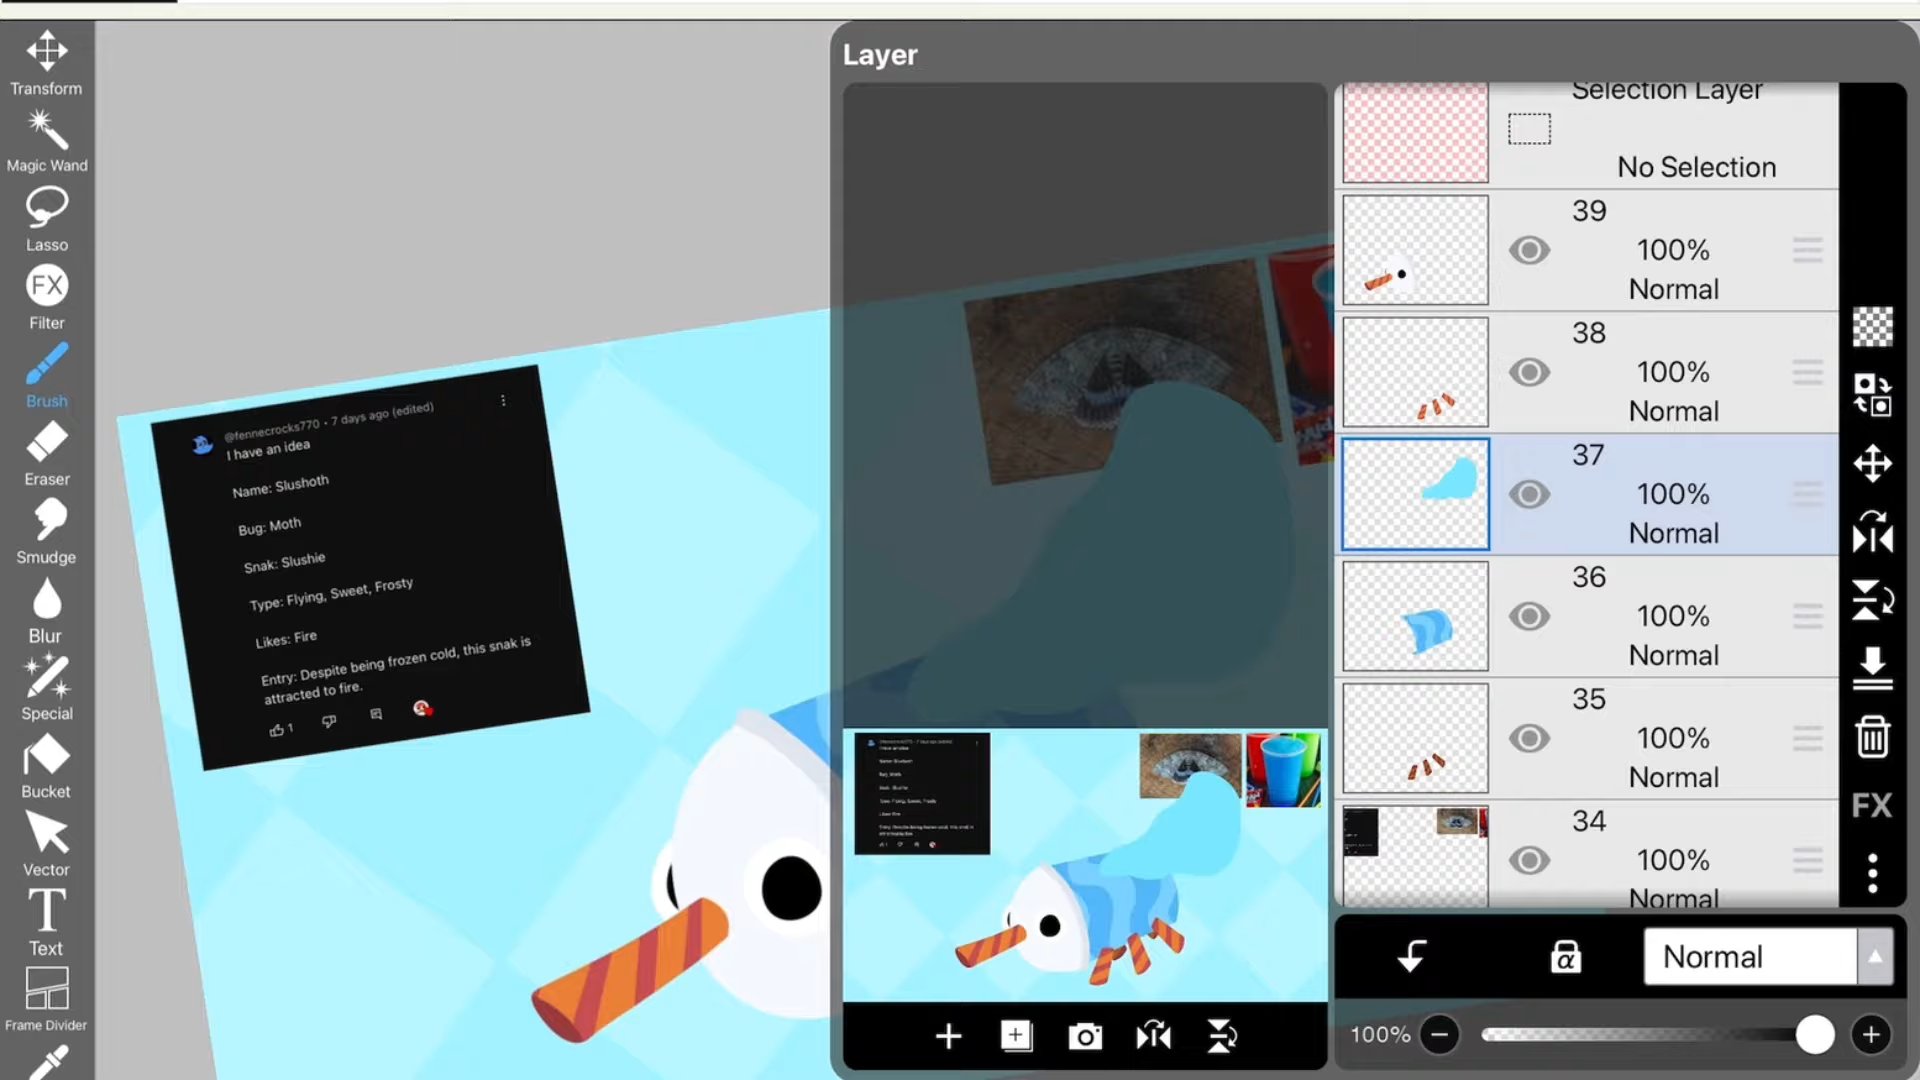 Layer
Transform
Magic Wand
Lasso
FX
Filter
Brush
Eraser
Smudge
Blur
Special
Bucket
Vector
T
Text
Frame Divider
@fennecrocks770 • 7 days ago (edited)
I have an idea
Name: Slushoth
Bug: Moth
Snak: Slushie
Type: Flying, Sweet, Frosty
Likes: Fire
Entry: Despite being frozen cold, this snak is
attracted to fire.
1
Selection Layer
No Selection
39
100%
Normal
38
100%
Normal
37
100%
Normal
36
100%
Normal
35
100%
Normal
34
100%
Normal
FX
α
Normal
100%